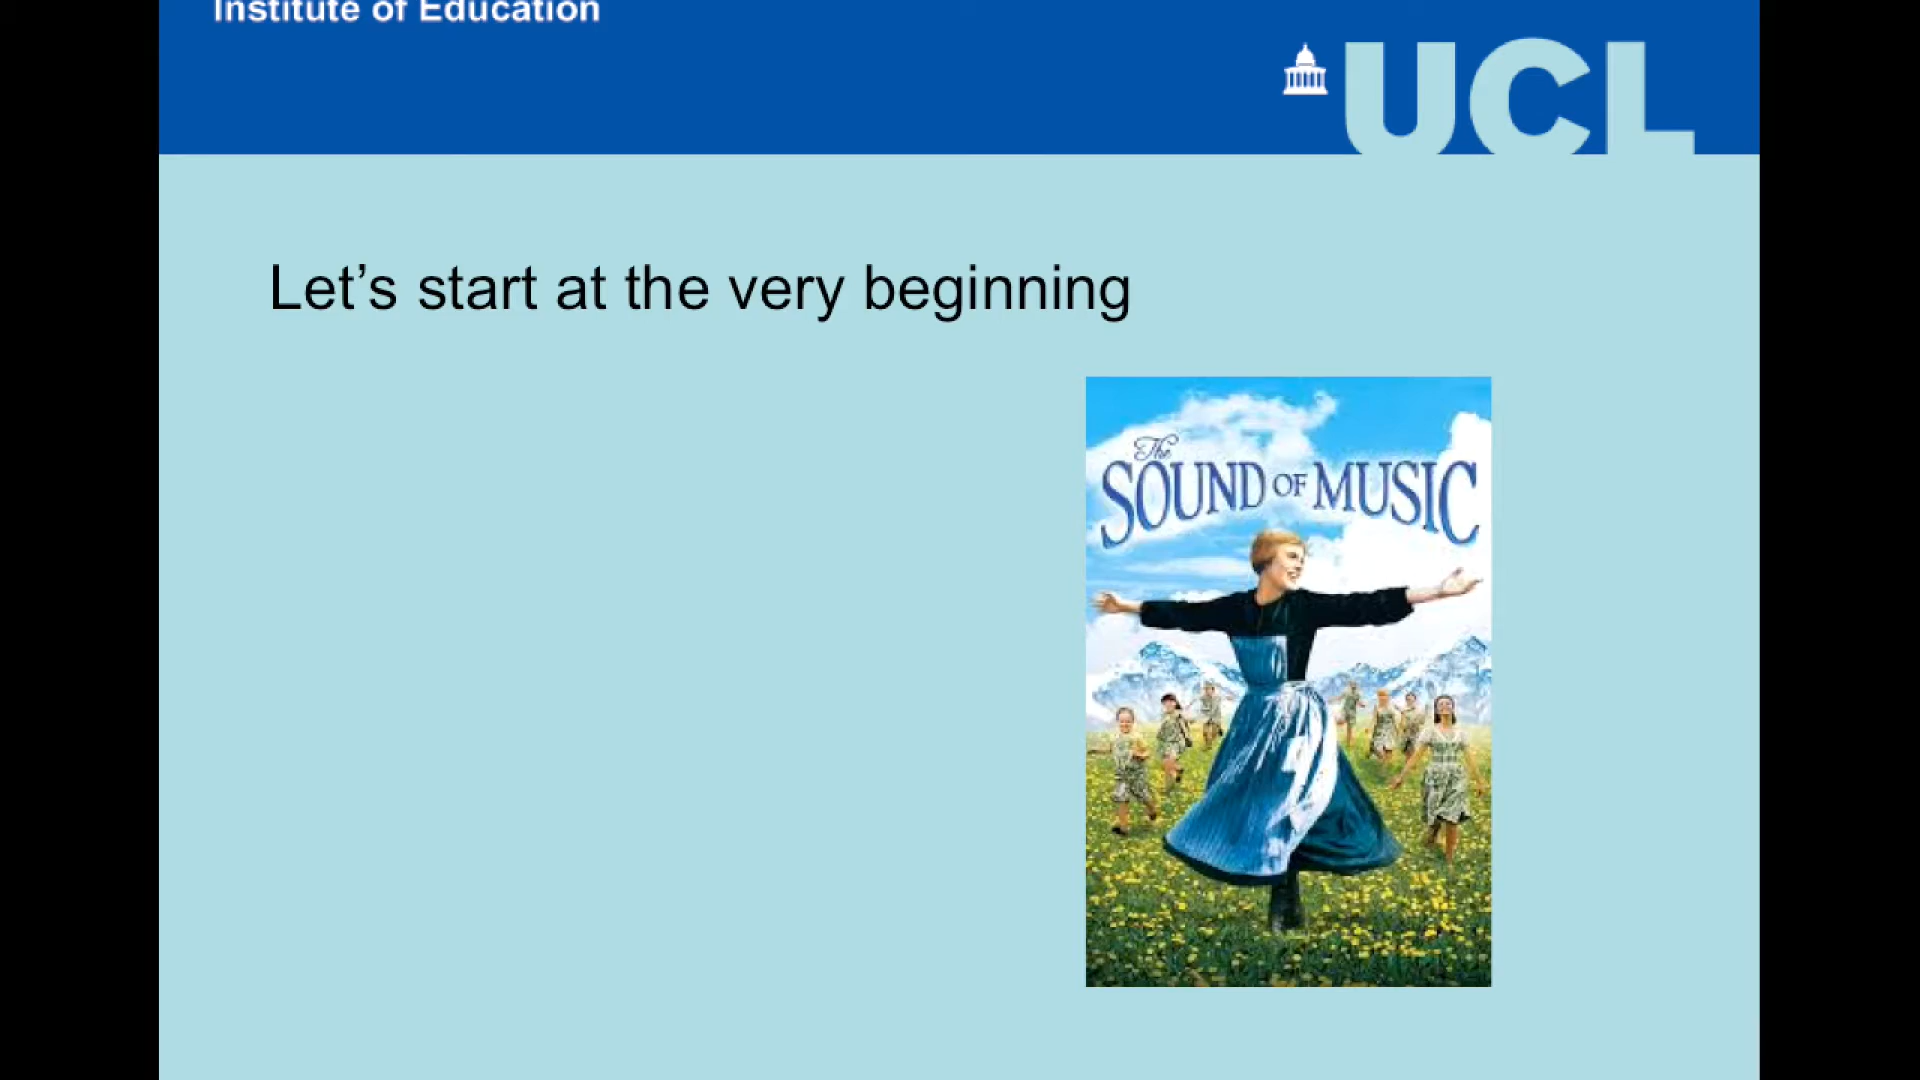 Institute of Education
UCL
Let’s start at the very beginning
The
SOUND OF MUSIC